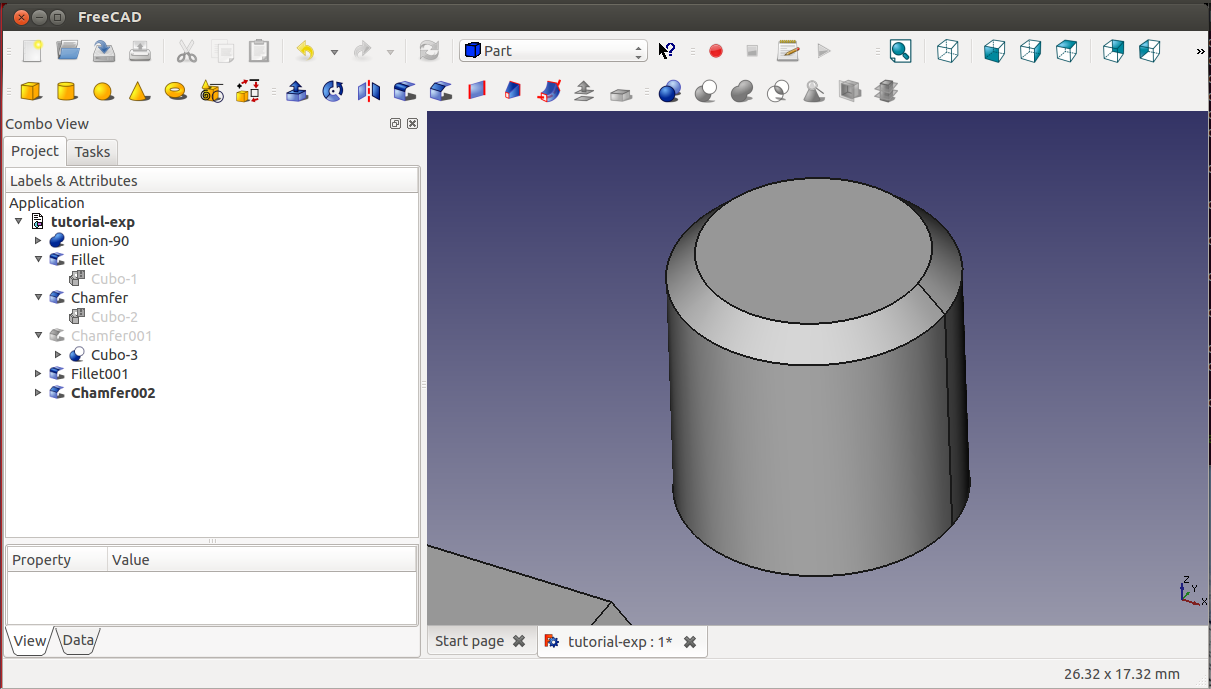 FreeCAD
Part
»
Combo View
Project
Tasks
Labels & Attributes
Application
tutorial-exp
union-90
Fillet
Cubo-1
Chamfer
Cubo-2
Chamfer001
Cubo-3
Fillet001
Chamfer002
Property
Value
View
Data
Z
Y
X
Start page
tutorial-exp : 1*
26.32 x 17.32 mm